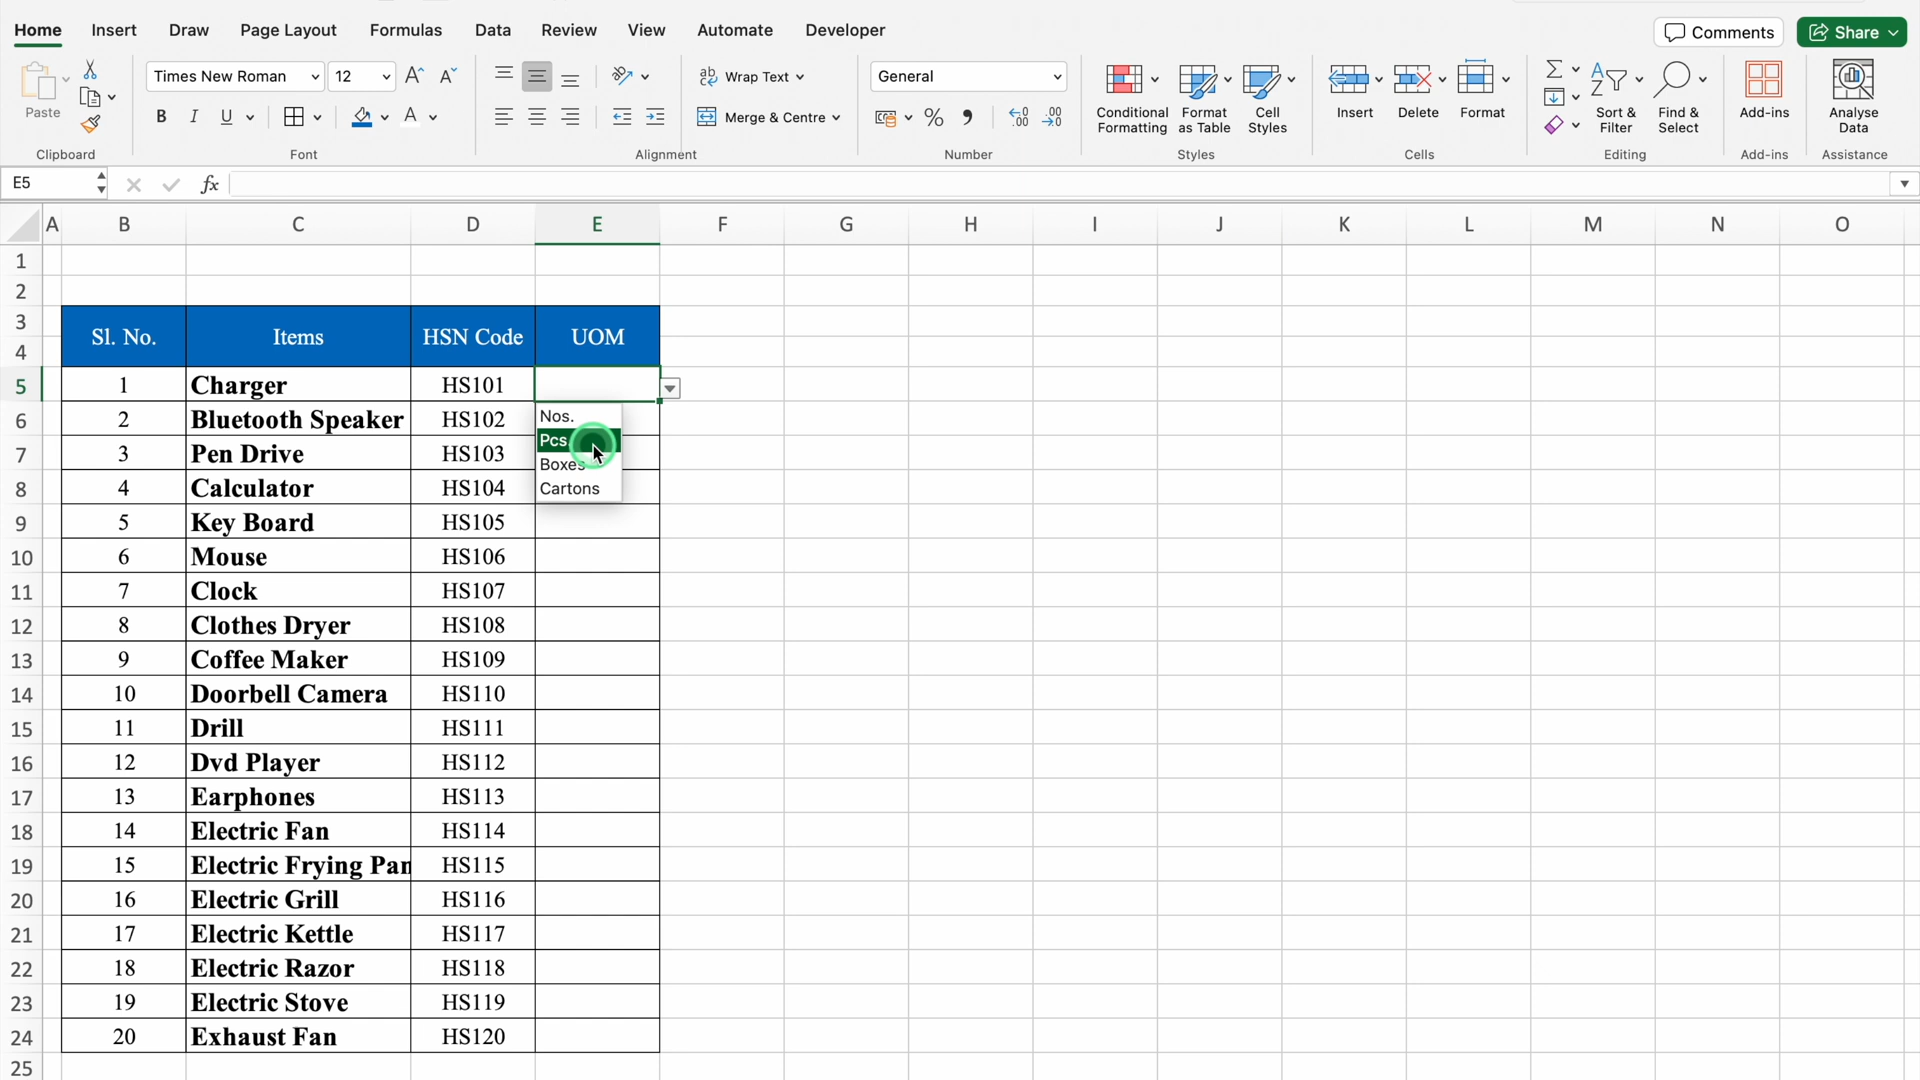 Home Insert Draw Page Layout Formulas Data Review View Automate Developer Comments Share
Times New Roman 12 Wrap Text General
Paste B I U A Merge & Centre % Conditional Formatting Format as Table Cell Styles Insert Delete Format Sort & Filter Find & Select Add-ins Analyse Data
Clipboard Font Alignment Number Styles Cells Editing Add-ins Assistance
E5 fx
A B C D E F G H I J K L M N O
1
2
3
Sl. No. Items HSN Code UOM
4
5 1 Charger HS101
6 2 Bluetooth Speaker HS102
7 3 Pen Drive HS103
8 4 Calculator HS104
Nos.
Pcs.
Boxes
Cartons
9 5 Key Board HS105
10 6 Mouse HS106
11 7 Clock HS107
12 8 Clothes Dryer HS108
13 9 Coffee Maker HS109
14 10 Doorbell Camera HS110
15 11 Drill HS111
16 12 Dvd Player HS112
17 13 Earphones HS113
18 14 Electric Fan HS114
19 15 Electric Frying Pan HS115
20 16 Electric Grill HS116
21 17 Electric Kettle HS117
22 18 Electric Razor HS118
23 19 Electric Stove HS119
24 20 Exhaust Fan HS120
25